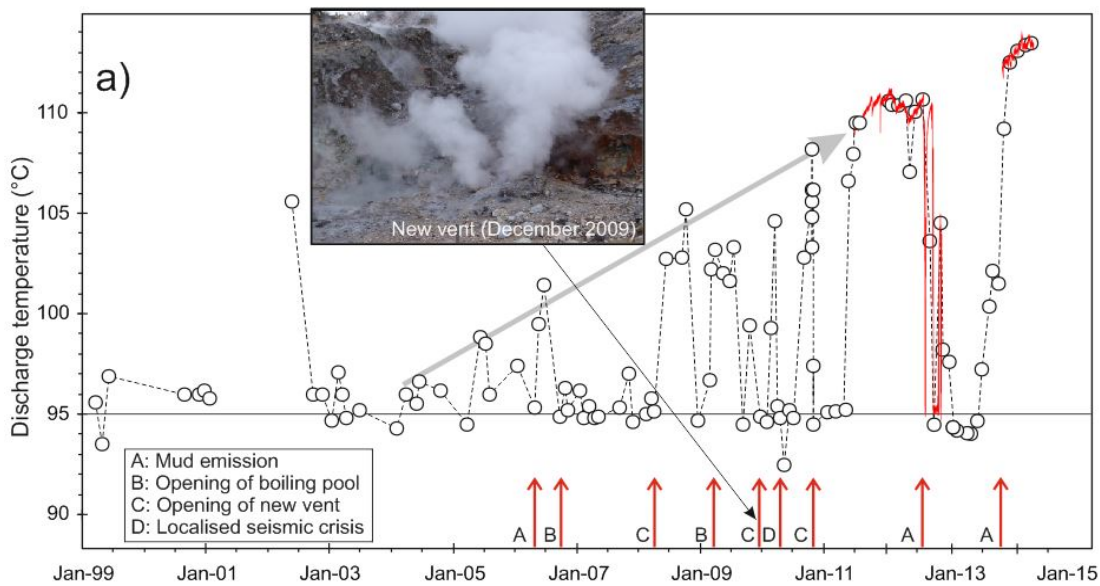 a)
New vent (December 2009)
Discharge temperature (°C)
110
105
100
95
90
A: Mud emission
B: Opening of boiling pool
C: Opening of new vent
D: Localised seismic crisis
A B C B C D C A A
Jan-99 Jan-01 Jan-03 Jan-05 Jan-07 Jan-09 Jan-11 Jan-13 Jan-15